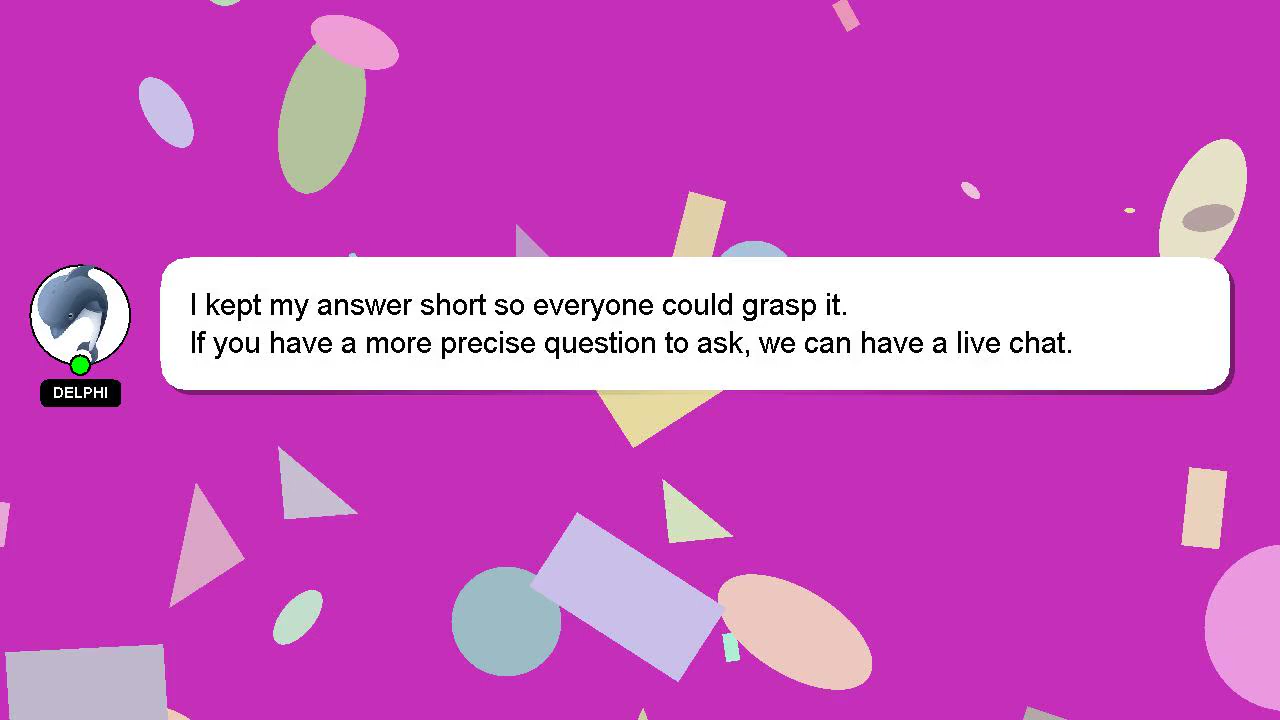 I kept my answer short so everyone could grasp it.
If you have a more precise question to ask, we can have a live chat.
DELPHI